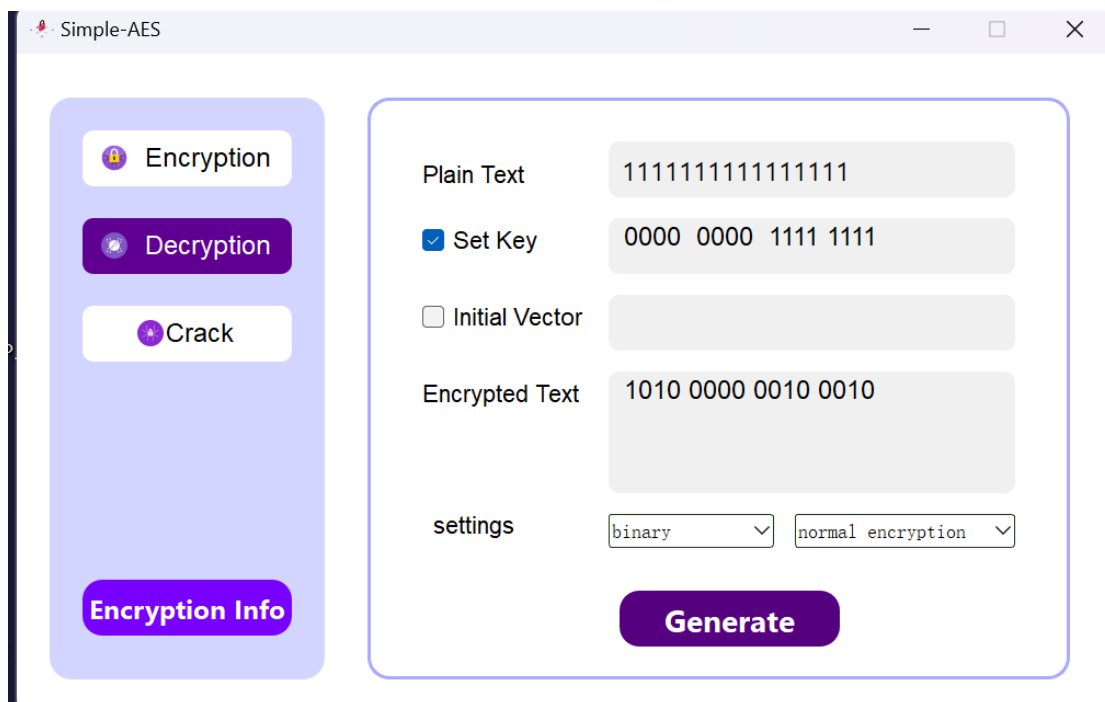 Simple-AES
Encryption
Decryption
Crack
Encryption Info
Plain Text 1111111111111111
Set Key 0000 0000 1111 1111
Initial Vector
Encrypted Text 1010 0000 0010 0010
settings binary normal encryption
Generate